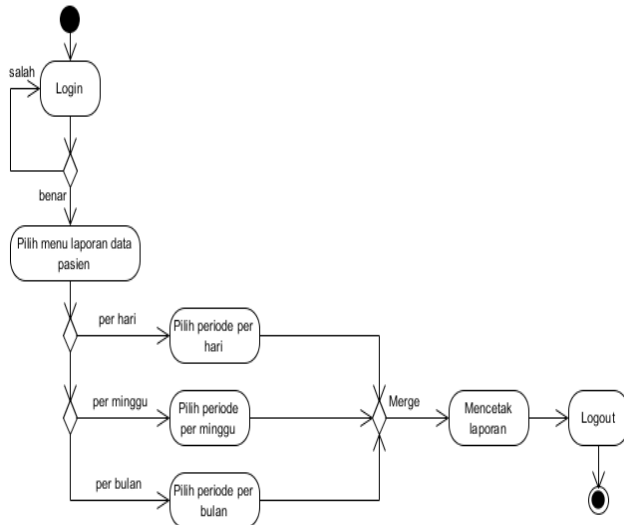 salah
Login
benar
Pilih menu laporan data
pasien
per hari
Pilih periode per
hari
per minggu
Pilih periode
per minggu
Merge
Mencetak
laporan
Logout
per bulan
Pilih periode per
bulan